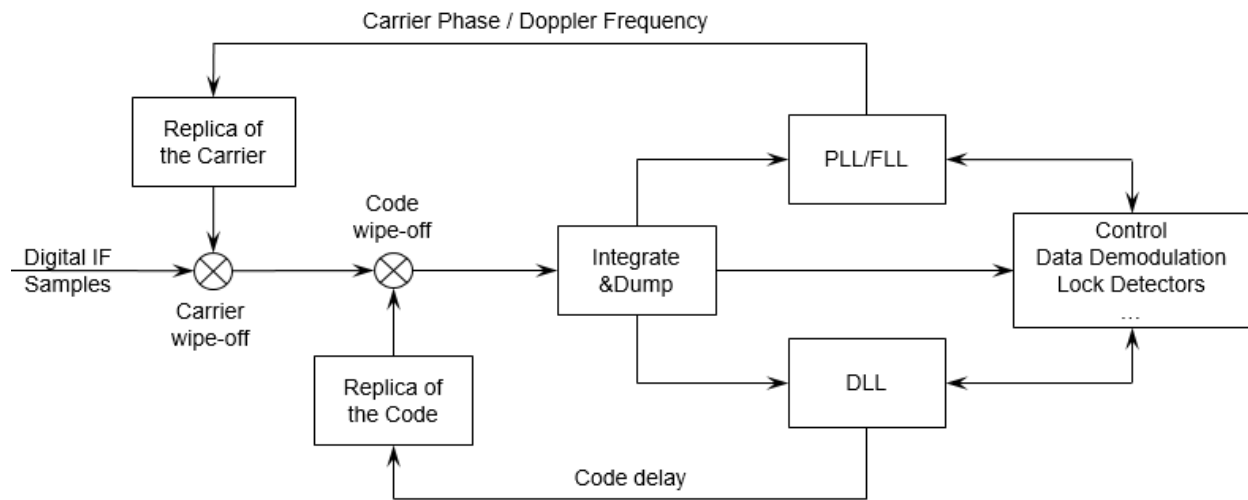 Carrier Phase / Doppler Frequency
Replica of
the Carrier
PLL/FLL
Code
wipe-off
Digital IF
Samples
Carrier
wipe-off
Integrate
&Dump
Control
Data Demodulation
Lock Detectors
...
Replica of
the Code
DLL
Code delay